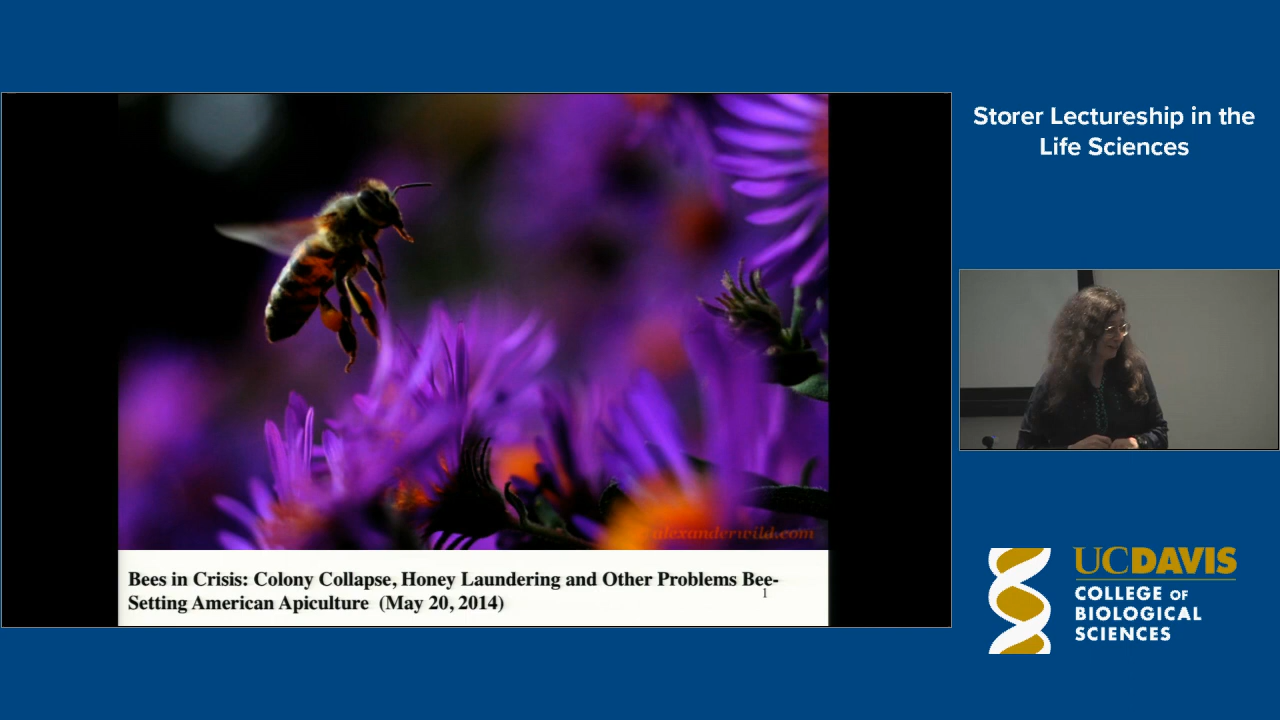 Storer Lectureship in the
Life Sciences
alexanderwild.com
Bees in Crisis: Colony Collapse, Honey Laundering and Other Problems Bee-
Setting American Apiculture (May 20, 2014)
1
UCDAVIS
COLLEGE OF
BIOLOGICAL
SCIENCES